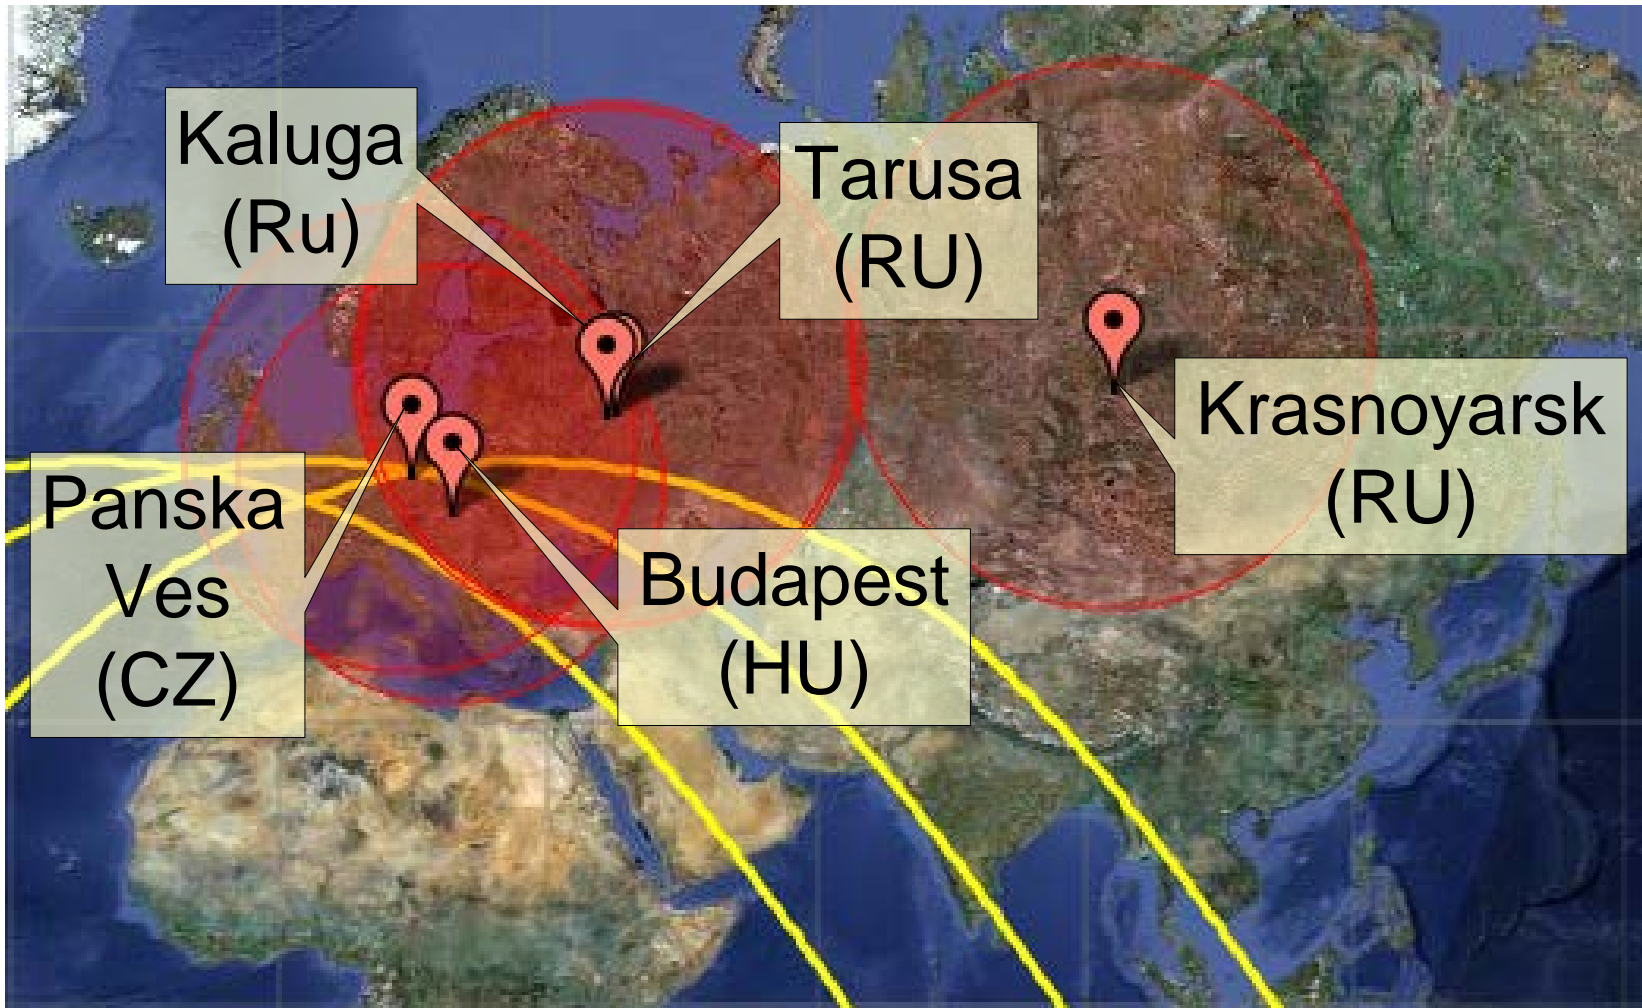 Kaluga
(Ru)
Tarusa
(RU)
Krasnoyarsk
(RU)
Panska
Ves
(CZ)
Budapest
(HU)